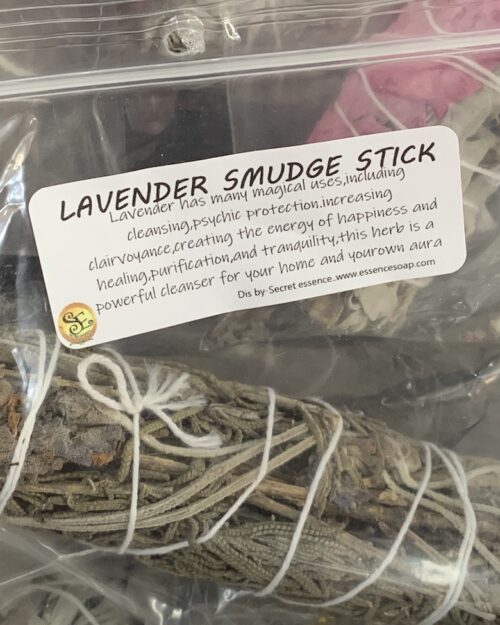 LAVENDER SMUDGE STICK
Lavender has many magical uses,including
cleansing,psychic protection.increasing
clairvoyance,creating the energy of happiness and
healing,purification,and tranquility,this herb is a
powerful cleanser for your home and yourown aura
Dis by-Secret essence..www.essencesoap.com
SE